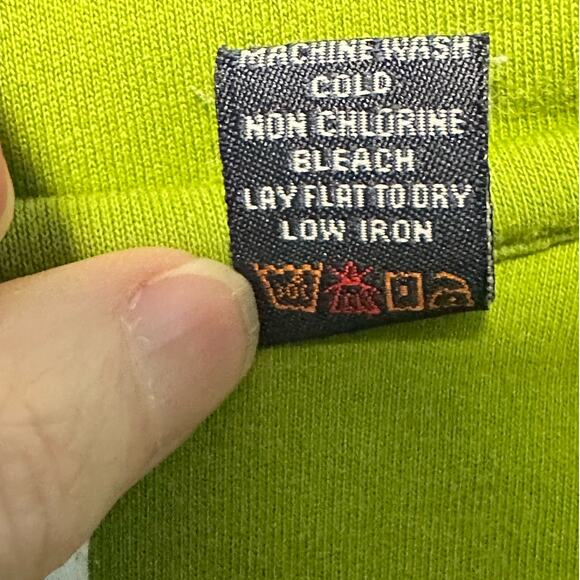 MACHINE WASH
COLD
NON CHLORINE
BLEACH
LAY FLAT TO DRY
LOW IRON